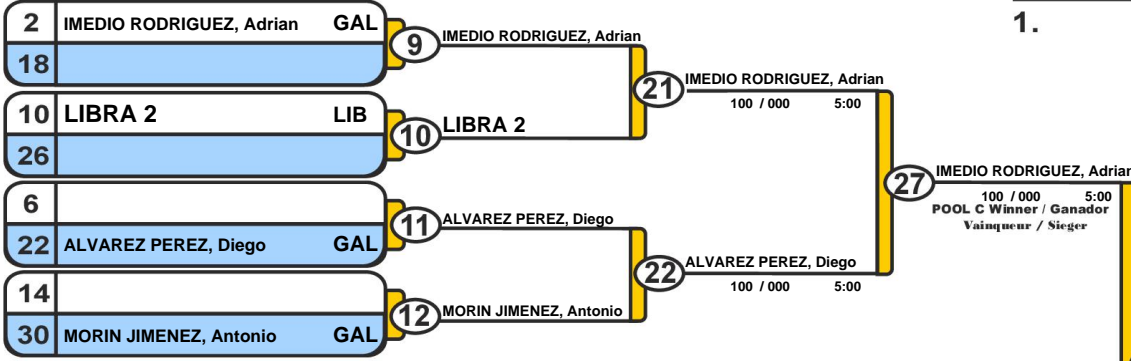 1.
2 IMEDIO RODRIGUEZ, Adrian GAL
18
9 IMEDIO RODRIGUEZ, Adrian
10 LIBRA 2 LIB
26
10 LIBRA 2
21 IMEDIO RODRIGUEZ, Adrian
100 / 000 5:00
6
22 ALVAREZ PEREZ, Diego GAL
11 ALVAREZ PEREZ, Diego
14
30 MORIN JIMENEZ, Antonio GAL
12 MORIN JIMENEZ, Antonio
22 ALVAREZ PEREZ, Diego
100 / 000 5:00
27 IMEDIO RODRIGUEZ, Adrian
100 / 000 5:00
POOL C Winner / Ganador
Vainqueur / Sieger